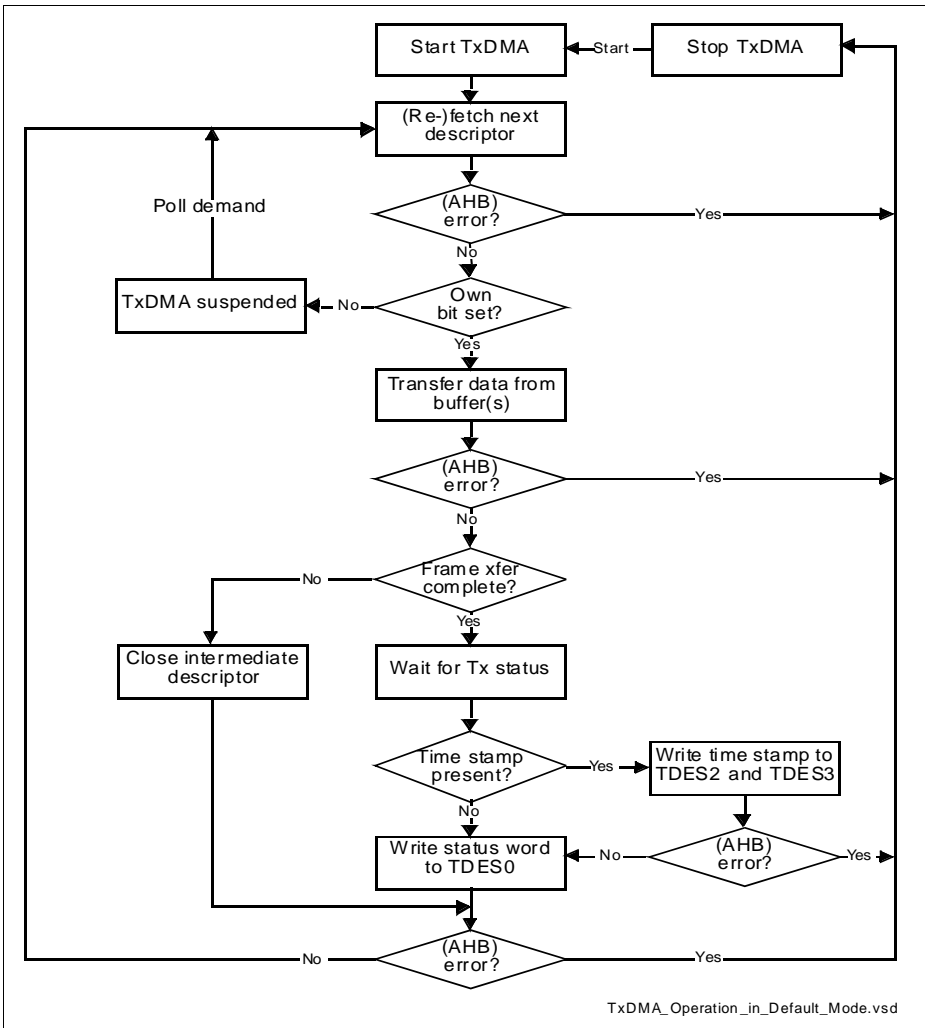 Start TxDMA
Start
Stop TxDMA
(Re-)fetch next
descriptor
Poll demand
(AHB)
error?
Yes
No
TxDMA suspended
No
Own
bit set?
Yes
Transfer data from
buffer(s)
(AHB)
error?
Yes
No
No
Frame xfer
complete?
Yes
Close intermediate
descriptor
Wait for Tx status
Time stamp
present?
Yes
Write time stamp to
TDES2 and TDES3
No
Write status word
to TDES0
No
(AHB)
error?
Yes
No
(AHB)
error?
Yes
TxDMA_Operation_in_Default_Mode.vsd